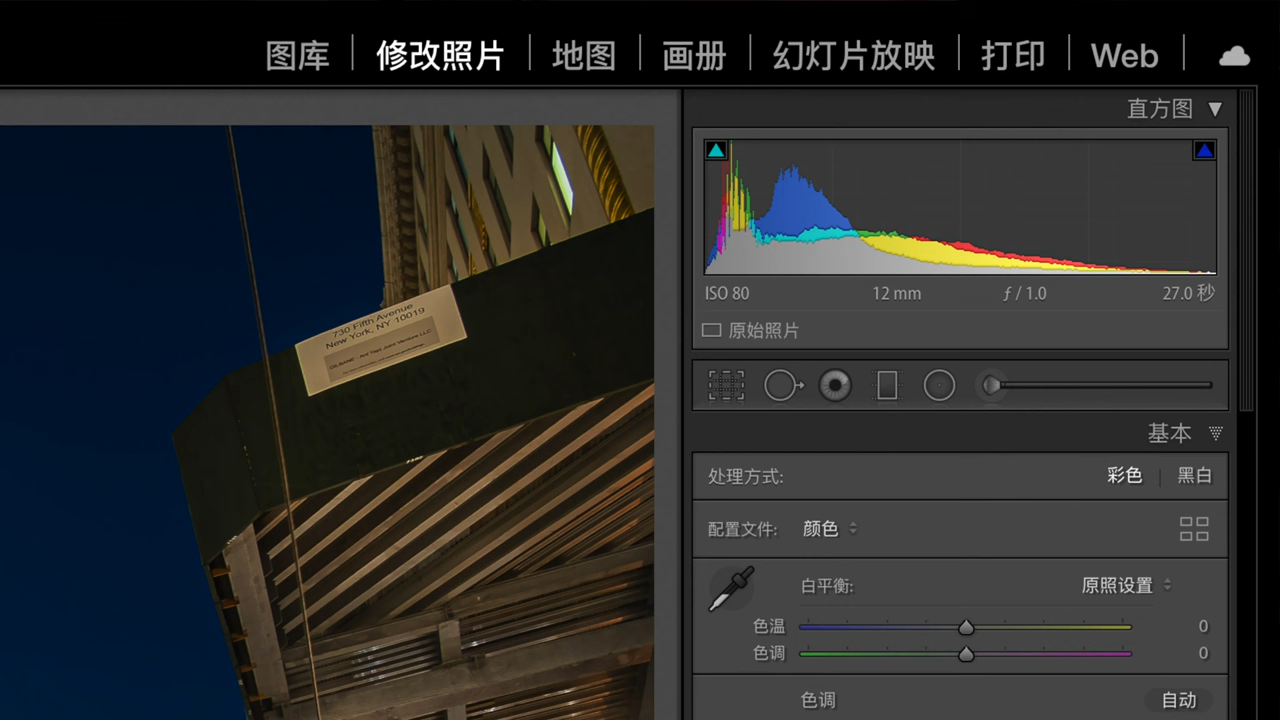 图库 修改照片 地图 画册 幻灯片放映 打印 Web
直方图
ISO 80 12 mm ƒ / 1.0 27.0 秒
原始照片
730 Fifth Avenue
New York, NY 10019
基本
处理方式: 彩色 黑白
配置文件: 颜色
白平衡: 原照设置
色温 0
色调 0
色调 自动